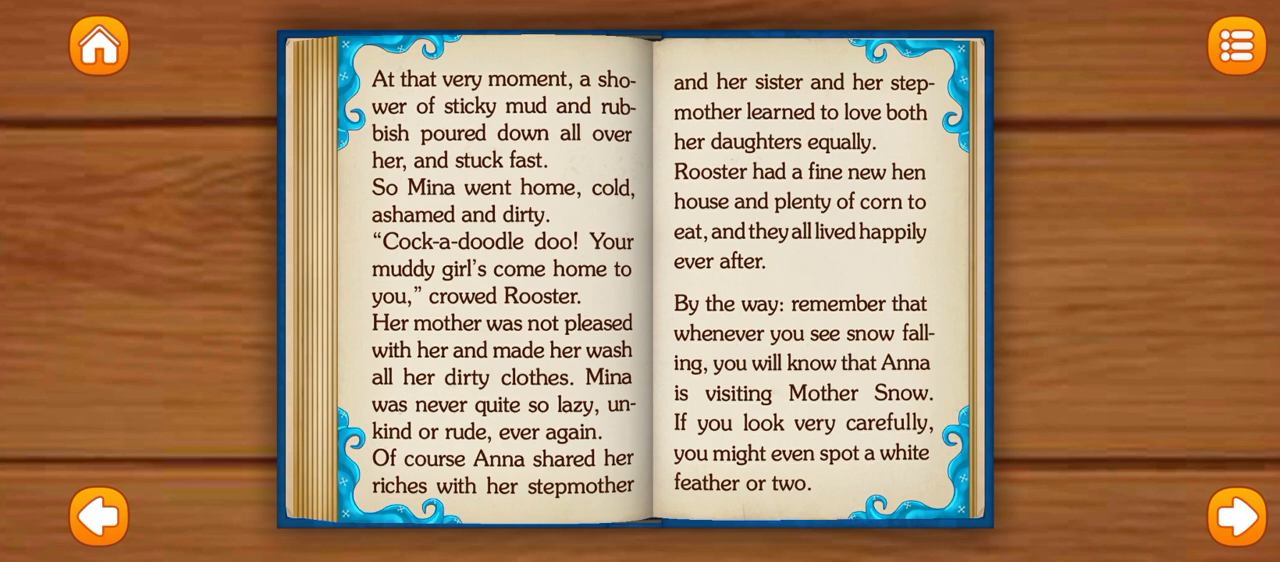 At that very moment, a sho-
wer of sticky mud and rub-
bish poured down all over
her, and stuck fast.
So Mina went home, cold,
ashamed and dirty.
“Cock-a-doodle doo! Your
muddy girl’s come home to
you,” crowed Rooster.
Her mother was not pleased
with her and made her wash
all her dirty clothes. Mina
was never quite so lazy, un-
kind or rude, ever again.
Of course Anna shared her
riches with her stepmother
and her sister and her step-
mother learned to love both
her daughters equally.
Rooster had a fine new hen
house and plenty of corn to
eat, and they all lived happily
ever after.
By the way: remember that
whenever you see snow fall-
ing, you will know that Anna
is visiting Mother Snow.
If you look very carefully,
you might even spot a white
feather or two.